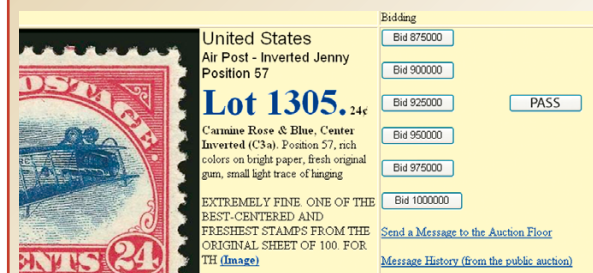 Bidding
United States
Air Post - Inverted Jenny
Position 57
Lot 1305. 24¢
Carmine Rose & Blue, Center
Inverted (C3a). Position 57, rich
colors on bright paper, fresh original
gum, small light trace of hinging
EXTREMELY FINE. ONE OF THE
BEST-CENTERED AND
FRESHEST STAMPS FROM THE
ORIGINAL SHEET OF 100. FOR
TH (Image)
Bid 875000
Bid 900000
Bid 925000
PASS
Bid 950000
Bid 975000
Bid 1000000
Send a Message to the Auction Floor
Message History (from the public auction)
POSTAGE
CENTS 24